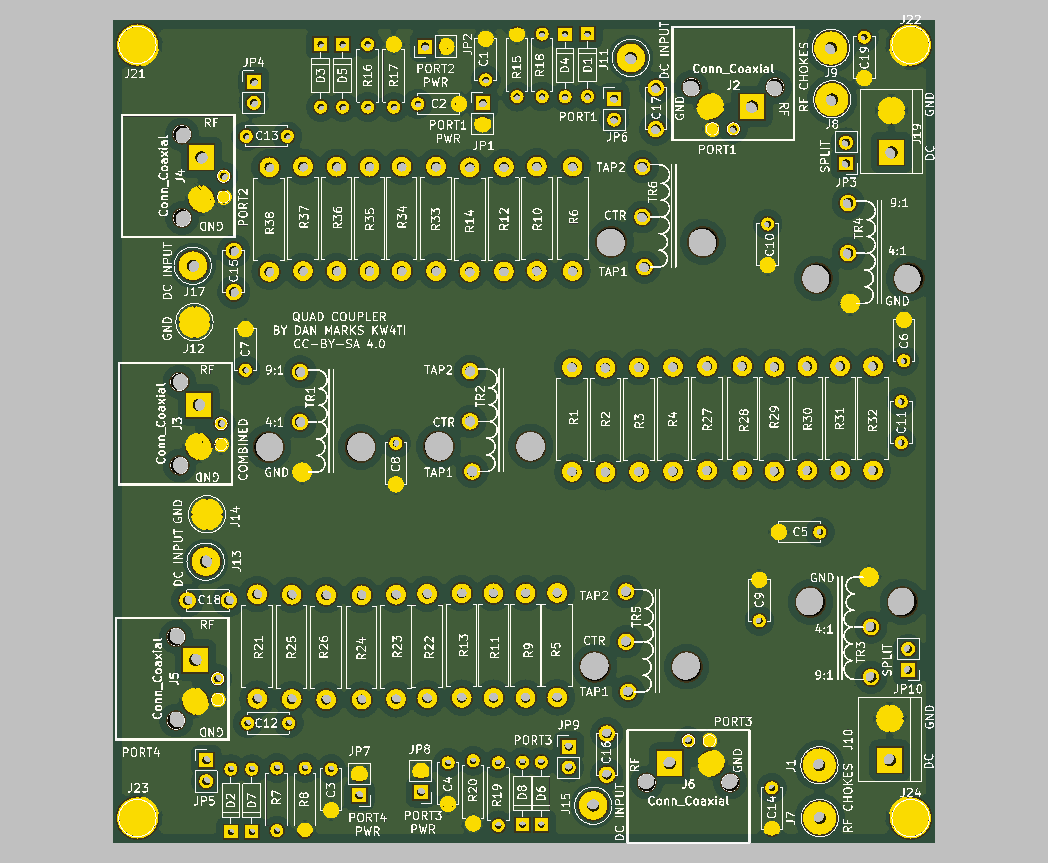 J22
J21
JP4
D3
D5
R16
R17
PORT2
PWR
JP2
C1
C2
PORT1
JP1
R15
R18
D4
D1
J11
PORT1
JP6
C17
DC INPUT
GND
Conn_Coaxial
J2
RF
PORT1
RF CHOKES
J9
J8
C19
GND
J19
DC
SPLIT
JP3
RF
C13
Conn_Coaxial
J4
GND
PORT2
R38
R37
R36
R35
R34
R33
R14
R12
R10
R6
TAP2
CTR
TAP1
TR6
C10
9:1
TR4
4:1
GND
DC INPUT
J17
C15
GND
J12
QUAD COUPLER
BY DAN MARKS KW4TI
CC-BY-SA 4.0
C7
C6
RF
Conn_Coaxial
J3
GND
COMBINED
9:1
TR1
4:1
GND
C8
TAP2
TR2
CTR
TAP1
R1
R2
R3
R4
R27
R28
R29
R30
R31
R32
C11
GND
J14
DC INPUT
J13
C5
C18
RF
Conn_Coaxial
J5
GND
PORT4
R21
R25
R26
R24
R23
R22
R13
R11
R9
R5
TAP2
CTR
TAP1
TR5
C9
GND
4:1
TR3
9:1
SPLIT
JP10
C12
JP5
J23
D2
D7
R7
R8
C3
JP7
PORT4
PWR
JP8
PORT3
PWR
C4
R20
R19
D8
D6
PORT3
JP9
C16
J15
DC INPUT
PORT3
RF
GND
J6
Conn_Coaxial
C14
J1
J7
J10
RF CHOKES
GND
DC
J24